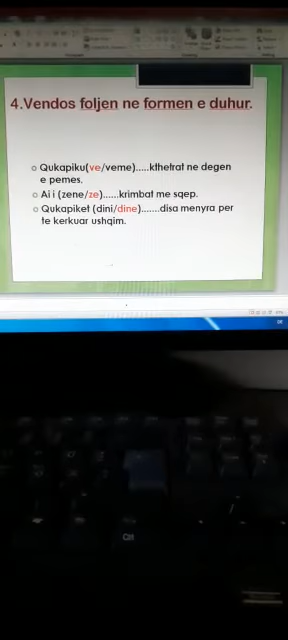 4.Vendos foljen ne formen e duhur.
Qukapiku(ve/veme).....kthetrat ne degen
e pemes.
Ai i (zene/ze)......krimbat me sqep.
Qukapiket (dini/dine).......disa menyra per
te kerkuar ushqim.
Ctrl